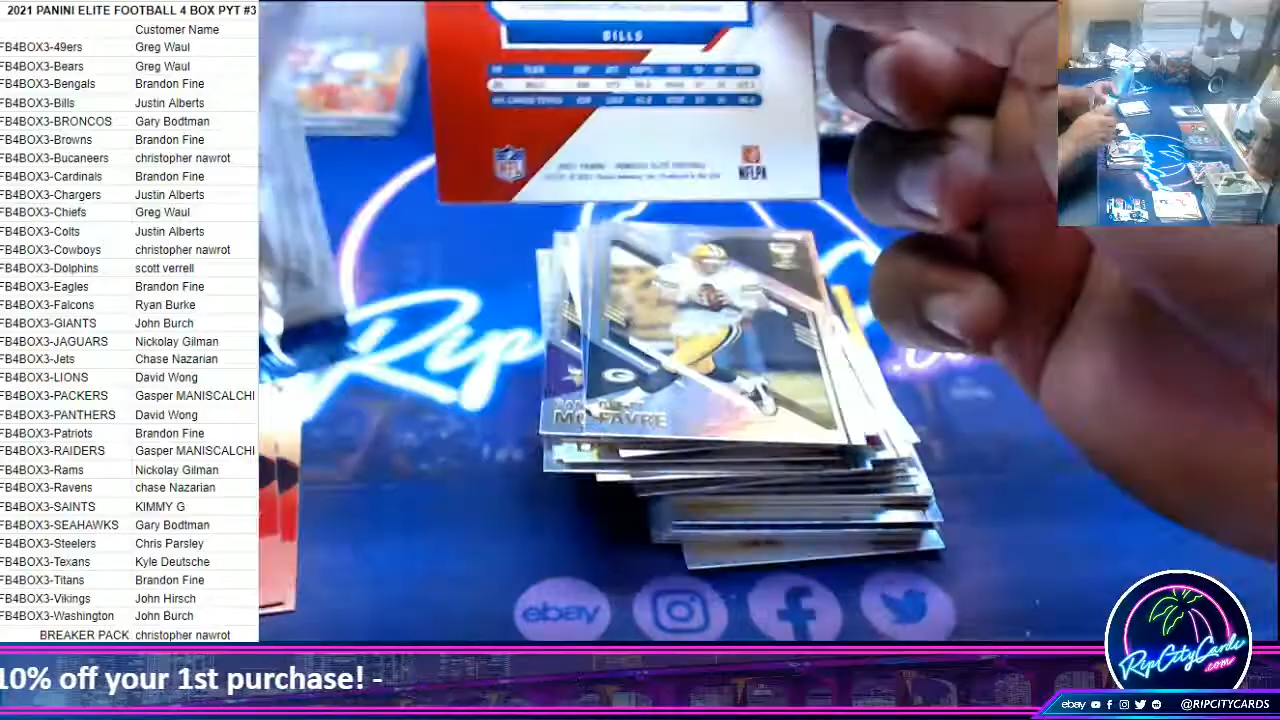 2021 PANINI ELITE FOOTBALL 4 BOX PYT #3
Customer Name
FB4BOX3-49ers Greg Waul
FB4BOX3-Bears Greg Waul
FB4BOX3-Bengals Brandon Fine
FB4BOX3-Bills Justin Alberts
FB4BOX3-BRONCOS Gary Bodtman
FB4BOX3-Browns Brandon Fine
FB4BOX3-Bucaneers christopher nawrot
FB4BOX3-Cardinals Brandon Fine
FB4BOX3-Chargers Justin Alberts
FB4BOX3-Chiefs Greg Waul
FB4BOX3-Colts Justin Alberts
FB4BOX3-Cowboys christopher nawrot
FB4BOX3-Dolphins scott verrell
FB4BOX3-Eagles Brandon Fine
FB4BOX3-Falcons Ryan Burke
FB4BOX3-GIANTS John Burch
FB4BOX3-JAGUARS Nickolay Gilman
FB4BOX3-Jets Chase Nazarian
FB4BOX3-LIONS David Wong
FB4BOX3-PACKERS Gasper MANISCALCHI
FB4BOX3-PANTHERS David Wong
FB4BOX3-Patriots Brandon Fine
FB4BOX3-RAIDERS Gasper MANISCALCHI
FB4BOX3-Rams Nickolay Gilman
FB4BOX3-Ravens chase Nazarian
FB4BOX3-SAINTS KIMMY G
FB4BOX3-SEAHAWKS Gary Bodtman
FB4BOX3-Steelers Chris Parsley
FB4BOX3-Texans Kyle Deutsche
FB4BOX3-Titans Brandon Fine
FB4BOX3-Vikings John Hirsch
FB4BOX3-Washington John Burch
BREAKER PACK christopher nawrot
BILLS
NFL
NFLPA
Rip
FAVRE
ebay
RipCityCards
.com
10% off your 1st purchase! -
ebay @RIPCITYCARDS